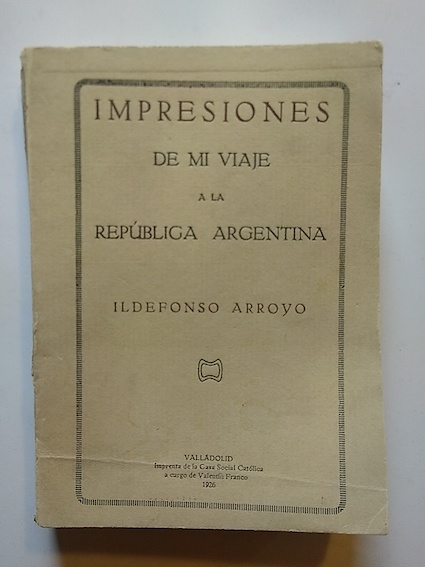 IMPRESIONES
DE MI VIAJE
A LA
REPÚBLICA ARGENTINA
ILDEFONSO ARROYO
VALLADOLID
Imprenta de la Casa Social Católica
a cargo de Valentín Franco
1926